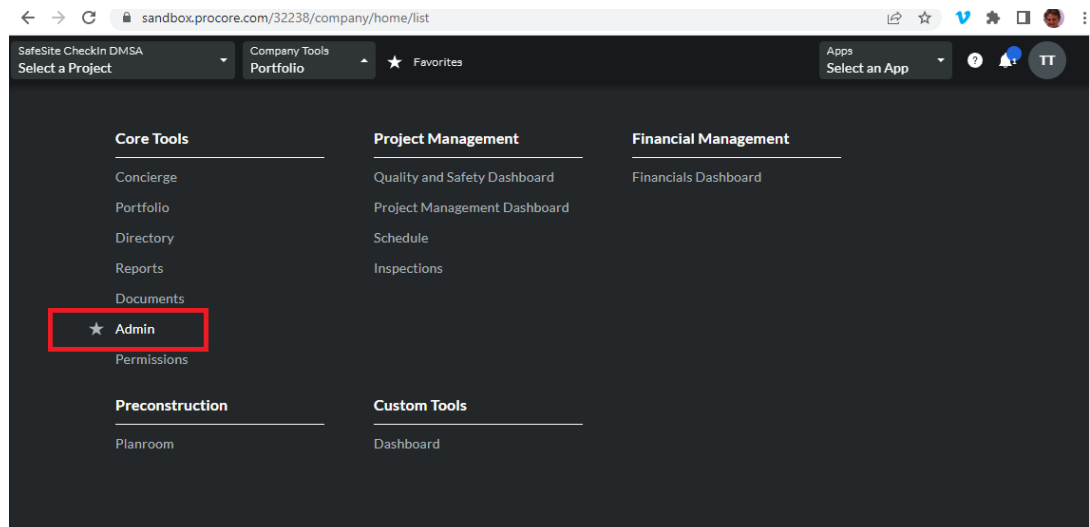 sandbox.procore.com/32238/company/home/list
SafeSite CheckIn DMSA
Select a Project
Company Tools
Portfolio
Favorites
Apps
Select an App
?
1
TT
Core Tools
Concierge
Portfolio
Directory
Reports
Documents
Admin
Permissions
Project Management
Quality and Safety Dashboard
Project Management Dashboard
Schedule
Inspections
Financial Management
Financials Dashboard
Preconstruction
Planroom
Custom Tools
Dashboard